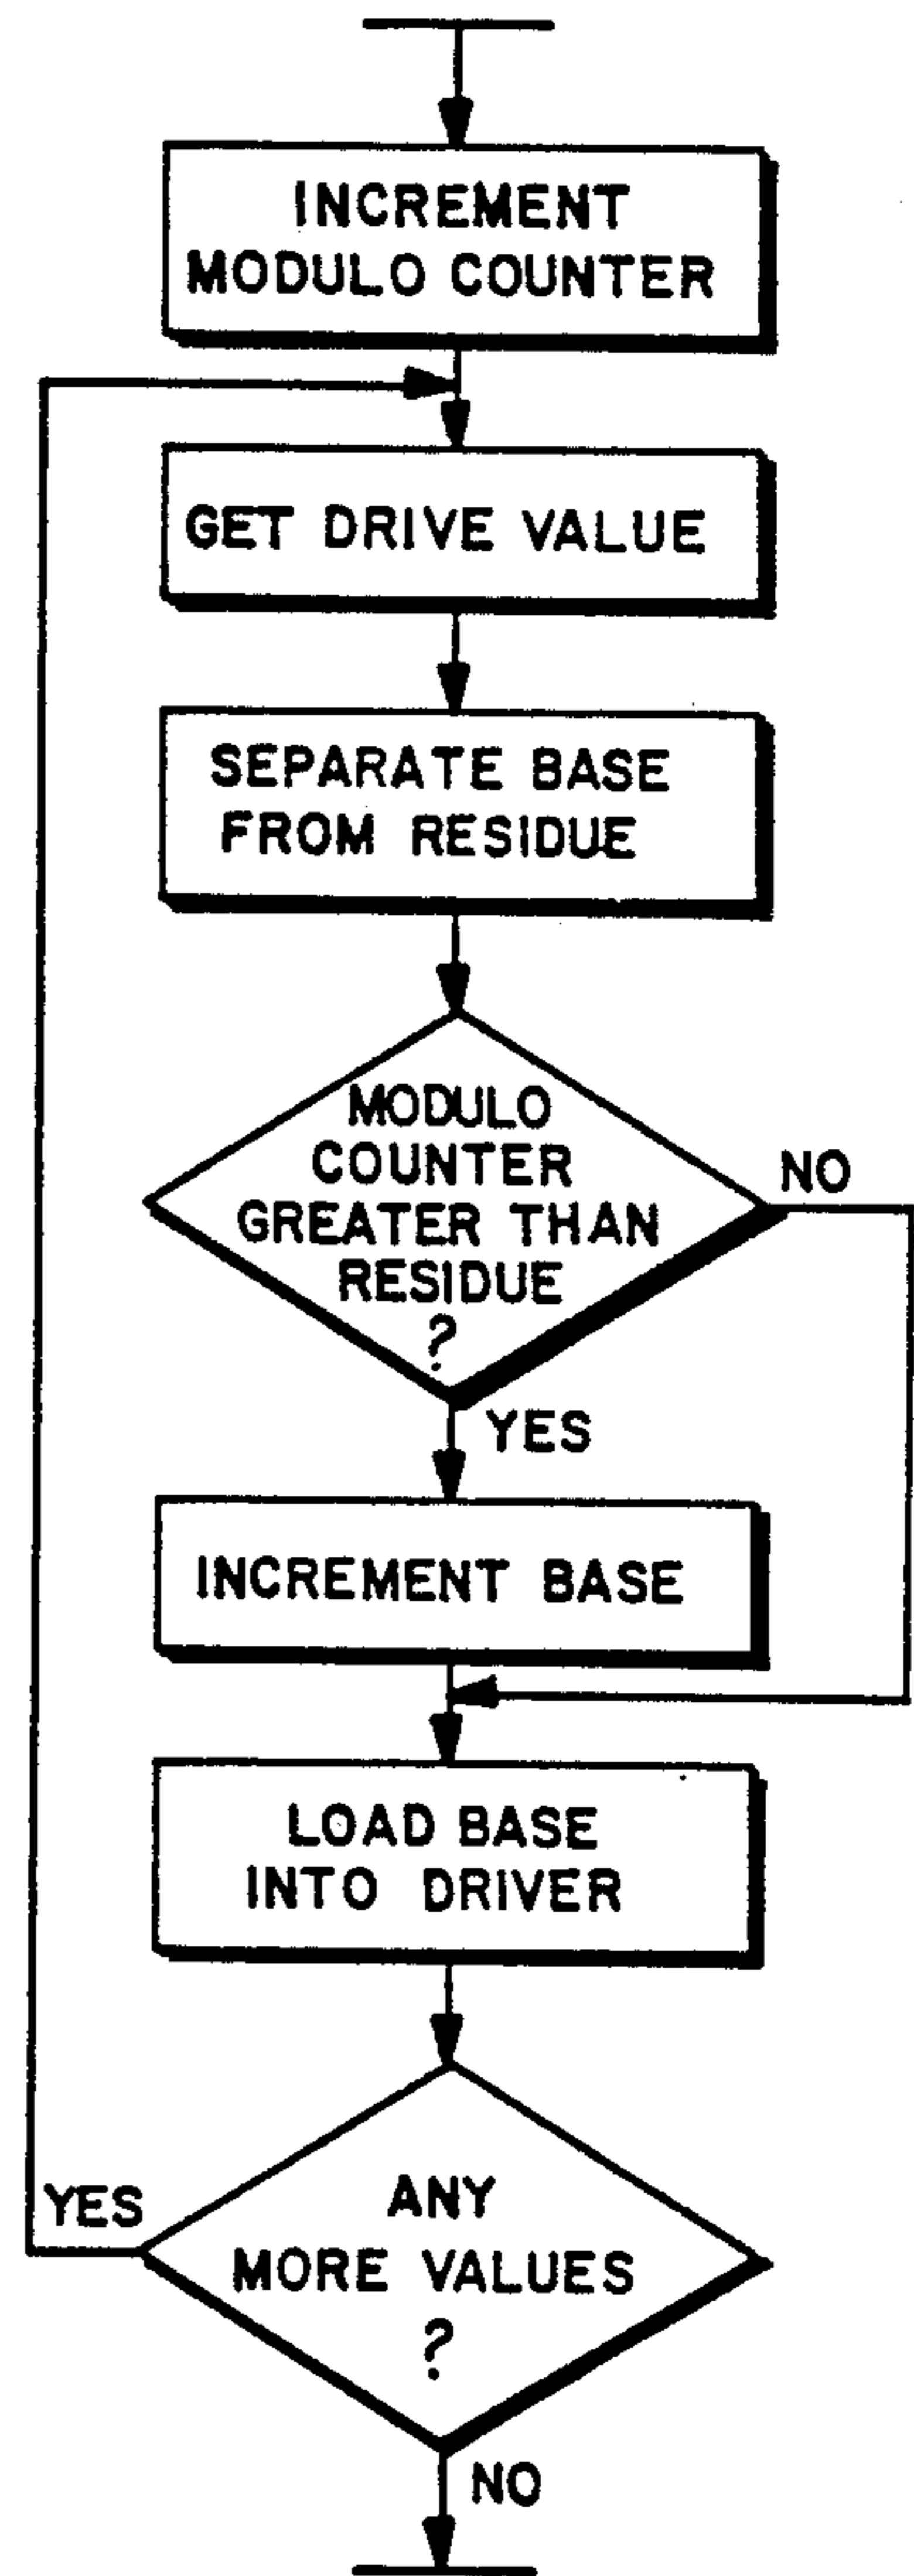 INCREMENT
MODULO COUNTER
GET DRIVE VALUE
SEPARATE BASE
FROM RESIDUE
MODULO
COUNTER
GREATER THAN
RESIDUE
?
NO
YES
INCREMENT BASE
LOAD BASE
INTO DRIVER
YES
ANY
MORE VALUES
?
NO